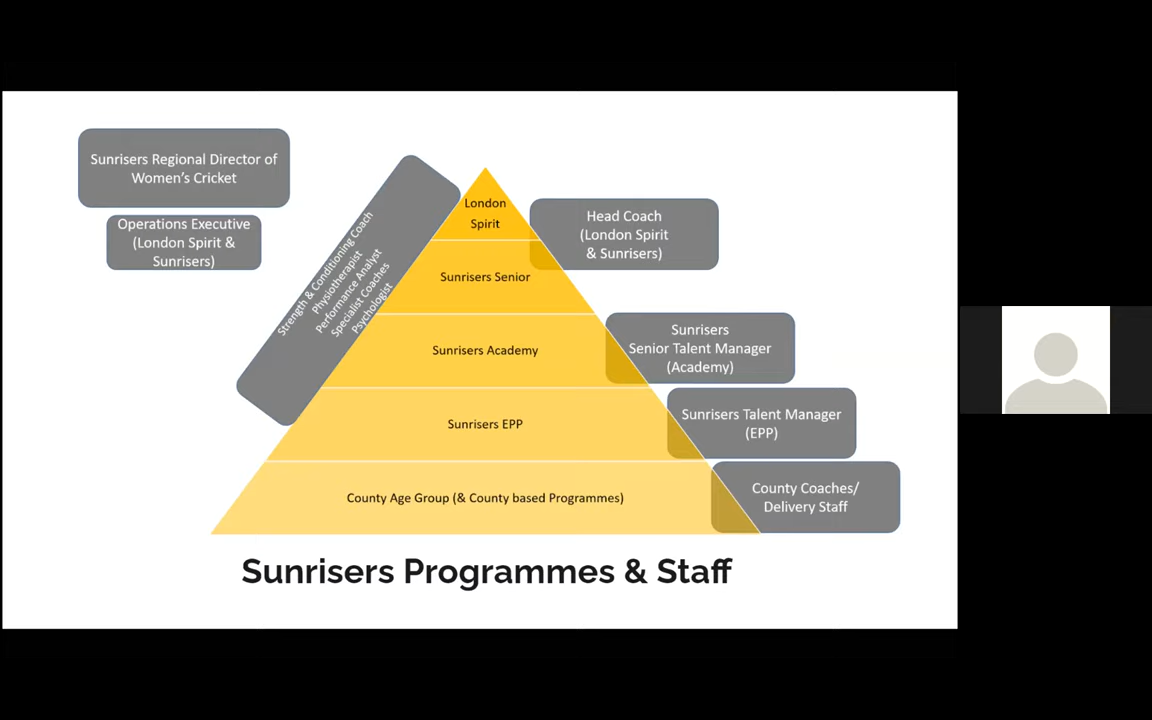 Sunrisers Regional Director of
Women's Cricket
Operations Executive
(London Spirit &
Sunrisers)
Strength & Conditioning Coach
Physiotherapist
Performance Analyst
Specialist Coaches
Psychologist
London
Spirit
Head Coach
(London Spirit
& Sunrisers)
Sunrisers Senior
Sunrisers Academy
Sunrisers
Senior Talent Manager
(Academy)
Sunrisers EPP
Sunrisers Talent Manager
(EPP)
County Age Group (& County based Programmes)
County Coaches/
Delivery Staff
Sunrisers Programmes & Staff